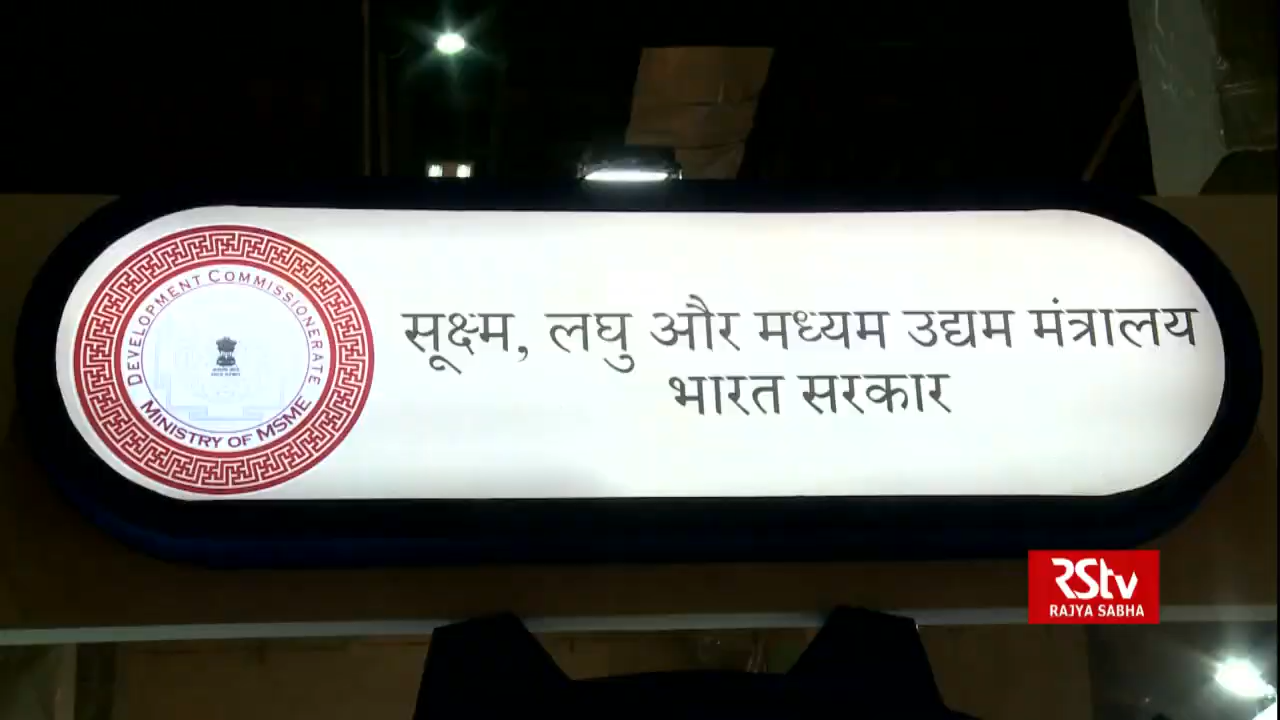 DEVELOPMENT COMMISSIONERATE
MINISTRY OF MSME
सूक्ष्म, लघु और मध्यम उद्यम मंत्रालय
भारत सरकार
RStv
RAJYA SABHA